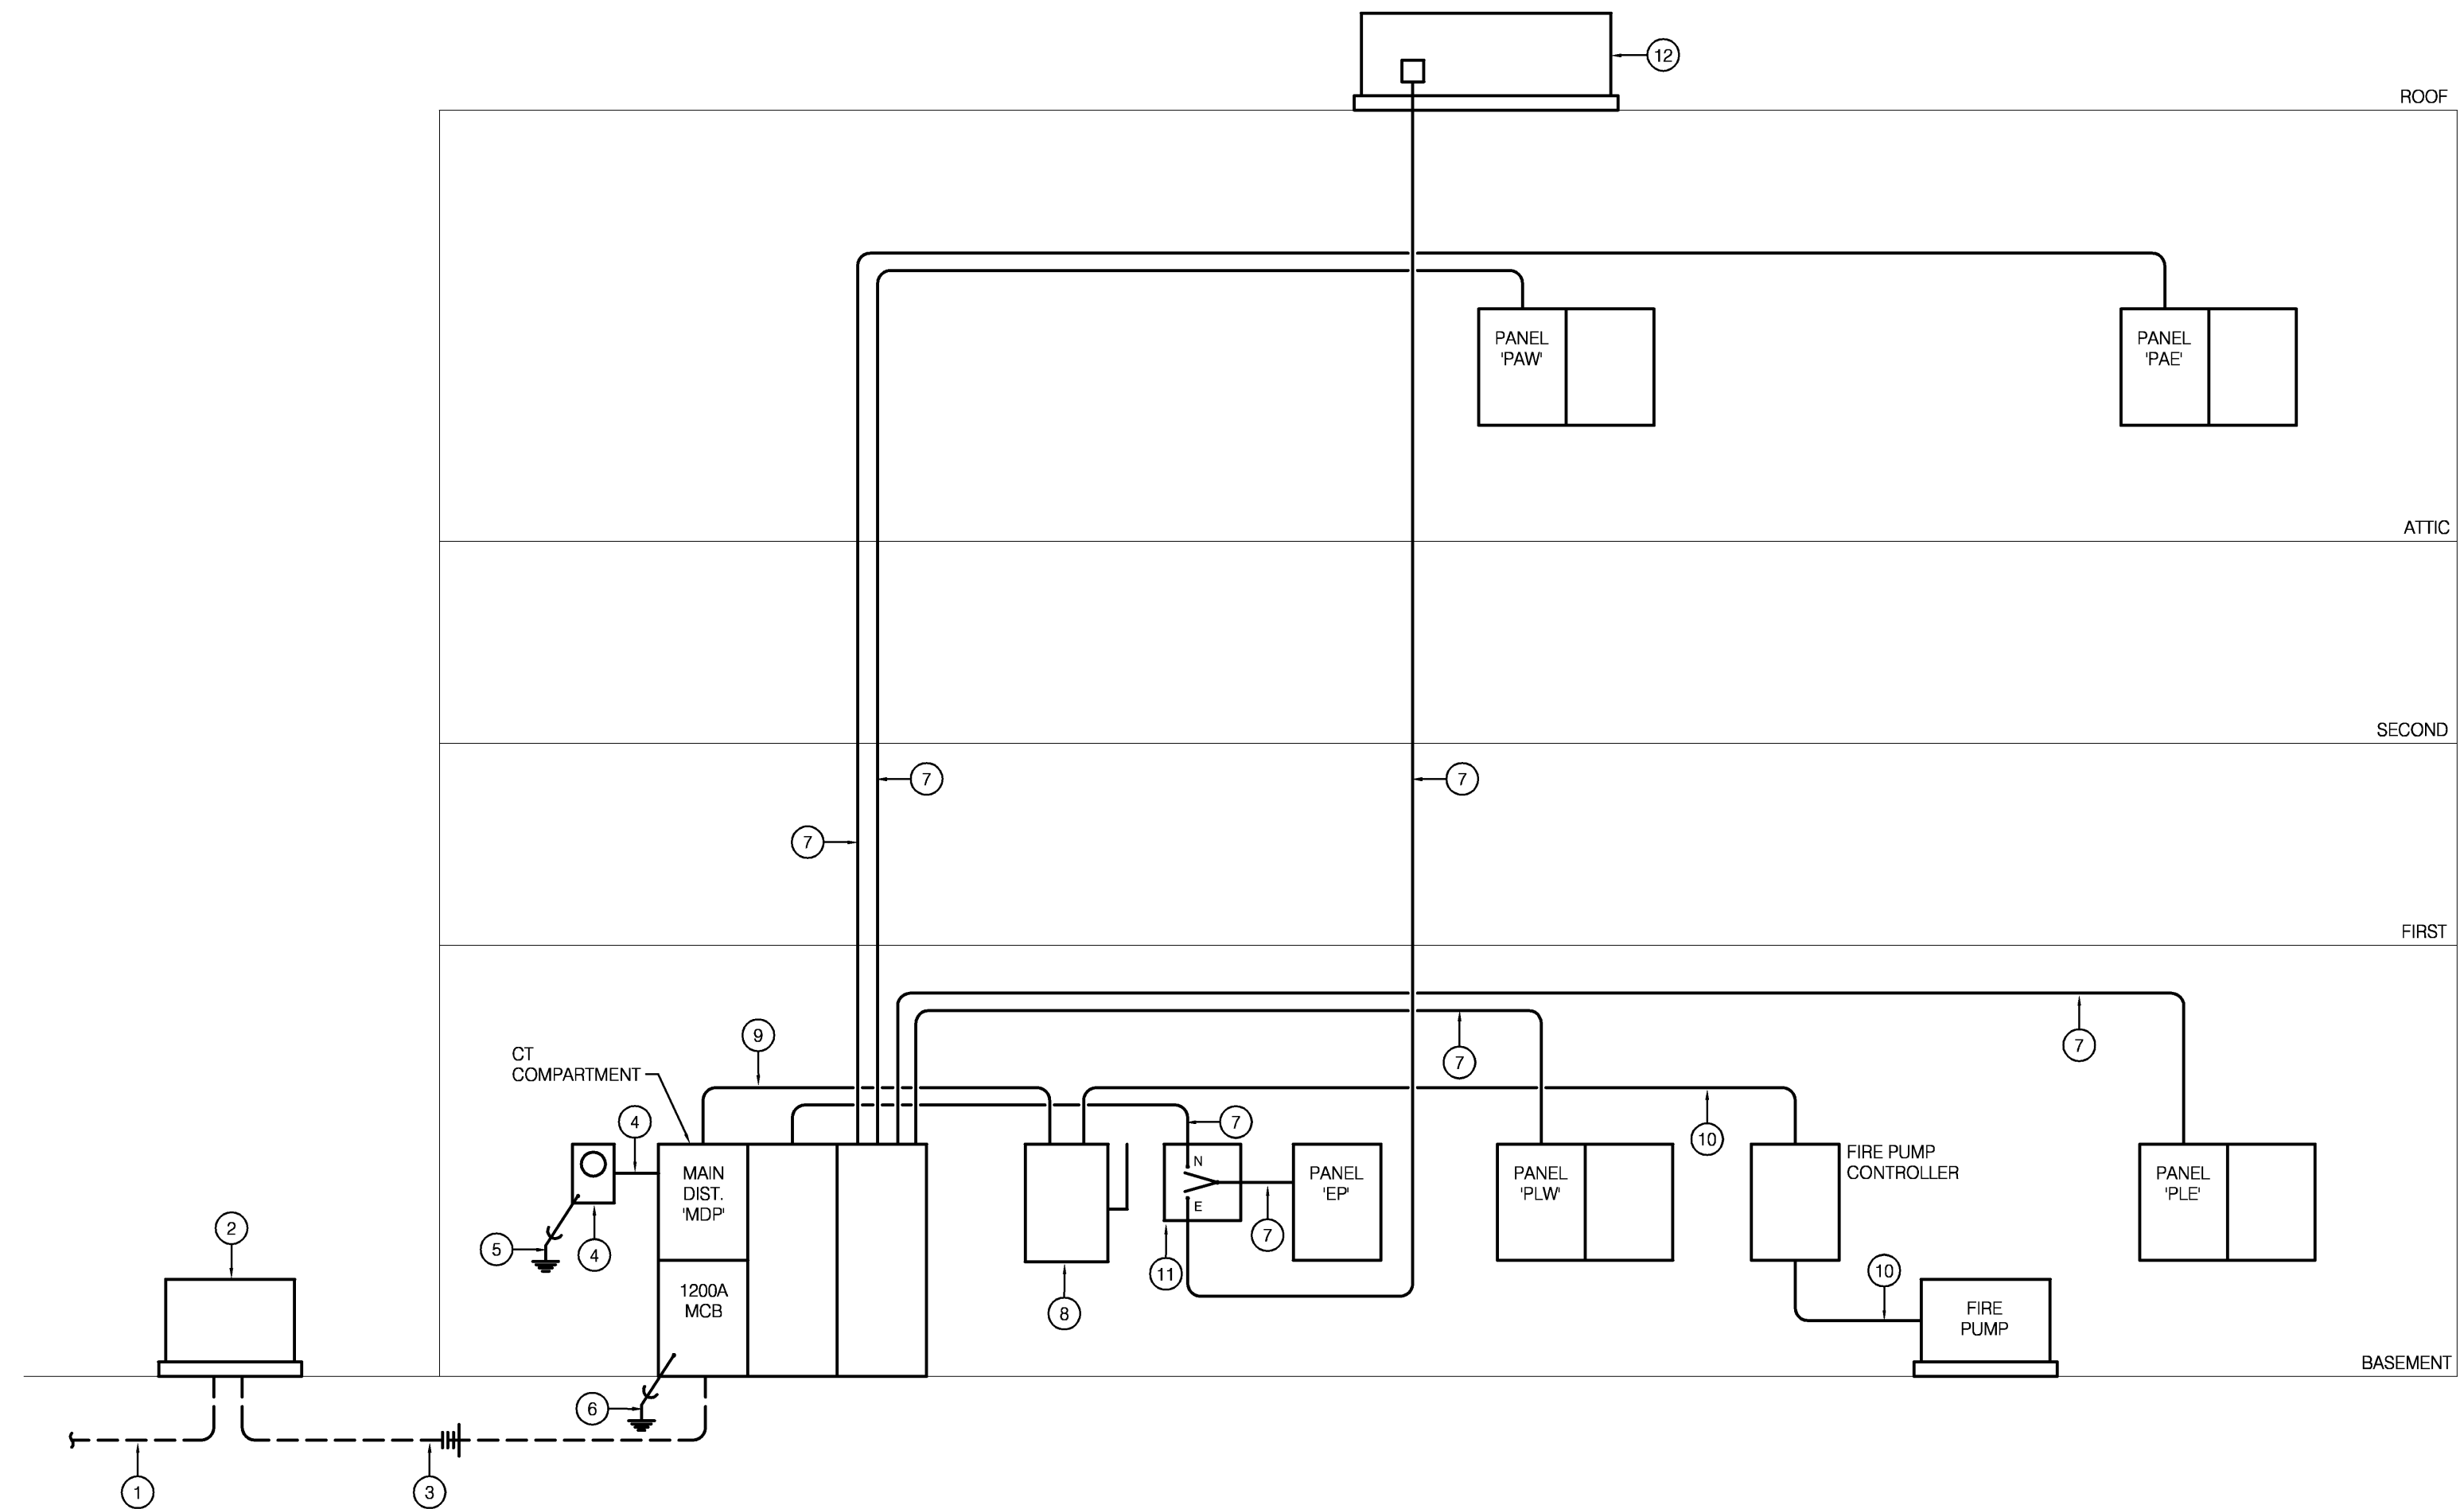 12
ROOF
PANEL
'PAW'
PANEL
'PAE'
ATTIC
SECOND
7
7
7
FIRST
9
7
7
CT
COMPARTMENT
4
7
10
MAIN
DIST.
'MDP'
N
E
PANEL
'EP'
PANEL
'PLW'
FIRE PUMP
CONTROLLER
PANEL
'PLE'
2
5
4
7
11
8
10
1200A
MCB
FIRE
PUMP
BASEMENT
6
1
3